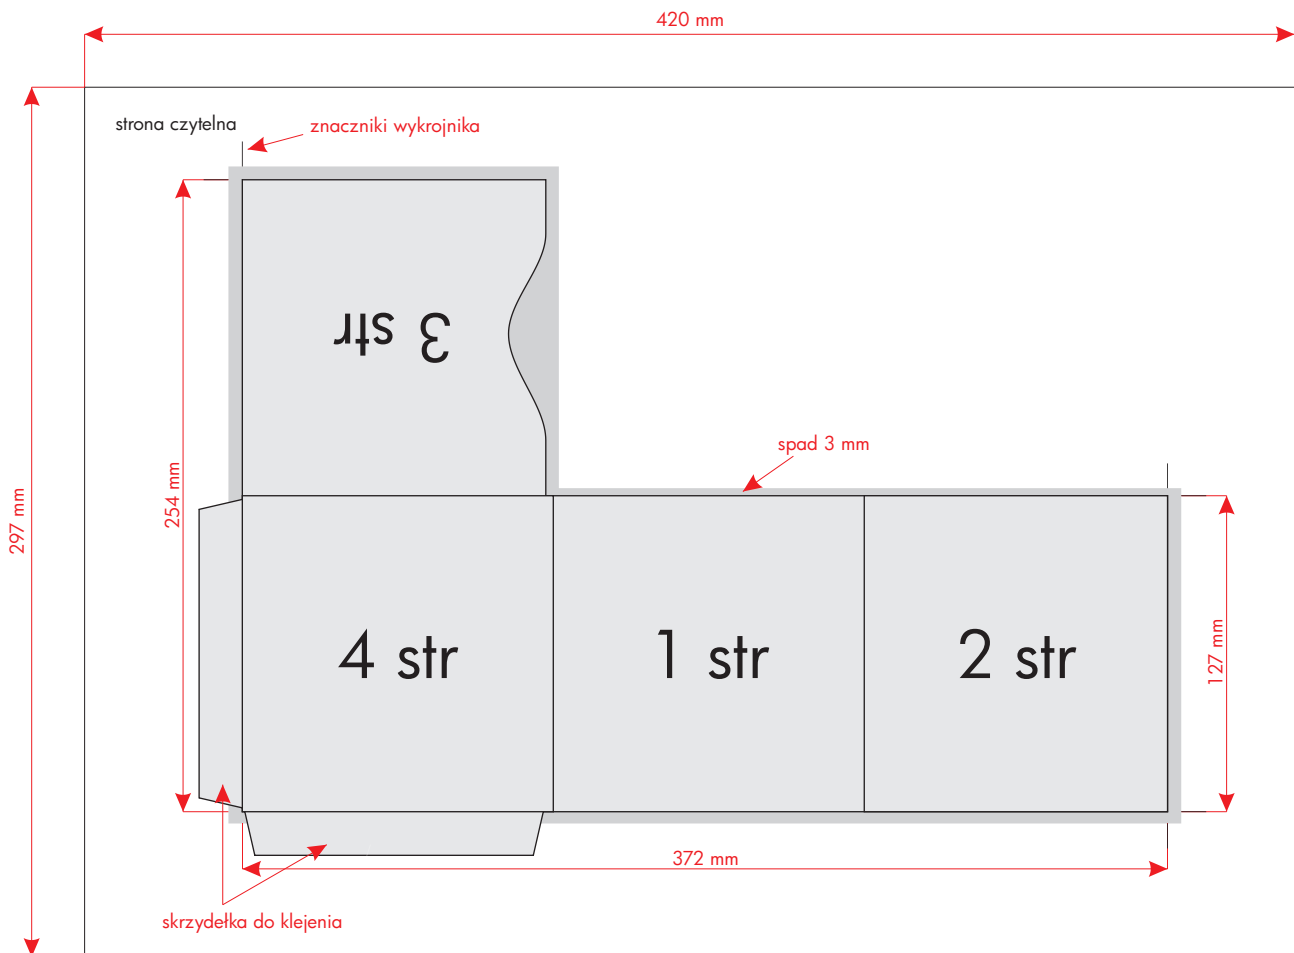 420 mm
strona czytelna
znaczniki wykrojnika
3 str
spad 3 mm
254 mm
297 mm
4 str
1 str
2 str
127 mm
372 mm
skrzydełka do klejenia